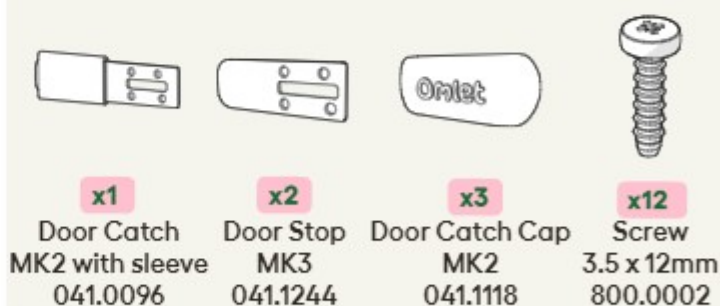 Omlet
x1
Door Catch
MK2 with sleeve
041.0096
x2
Door Stop
MK3
041.1244
x3
Door Catch Cap
MK2
041.1118
x12
Screw
3.5 x 12mm
800.0002